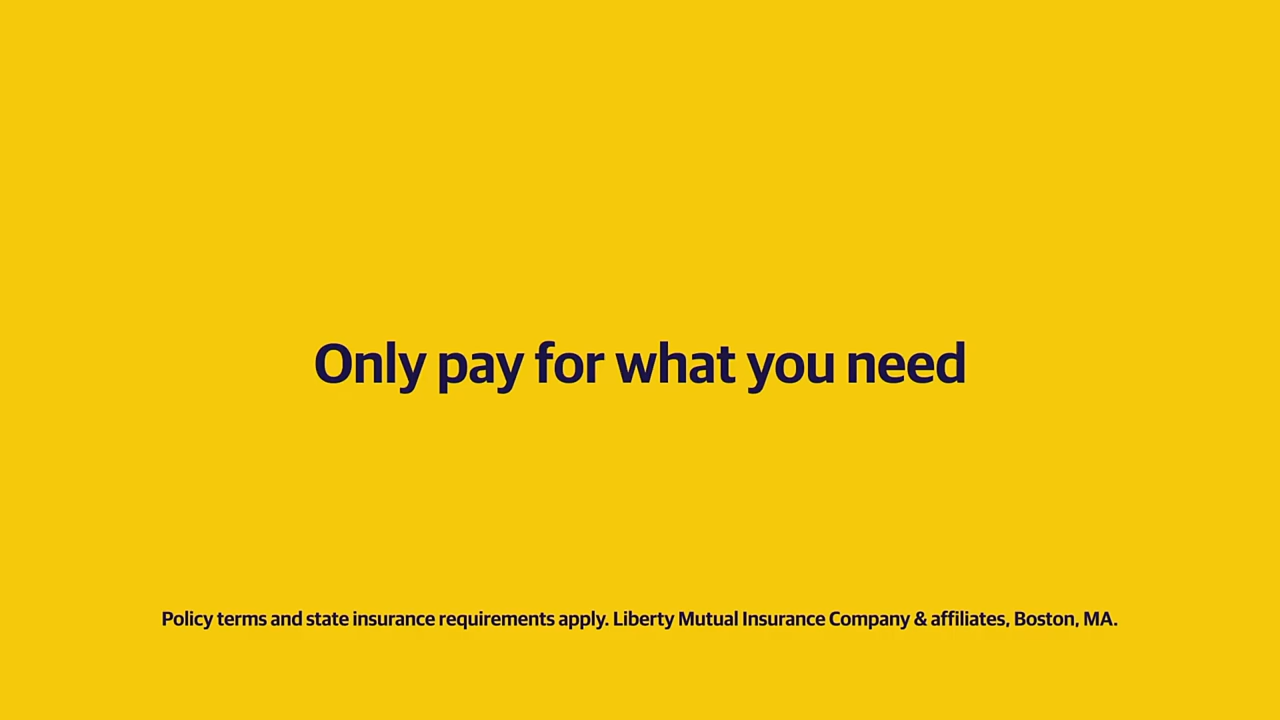 Only pay for what you need
Policy terms and state insurance requirements apply. Liberty Mutual Insurance Company & affiliates, Boston, MA.